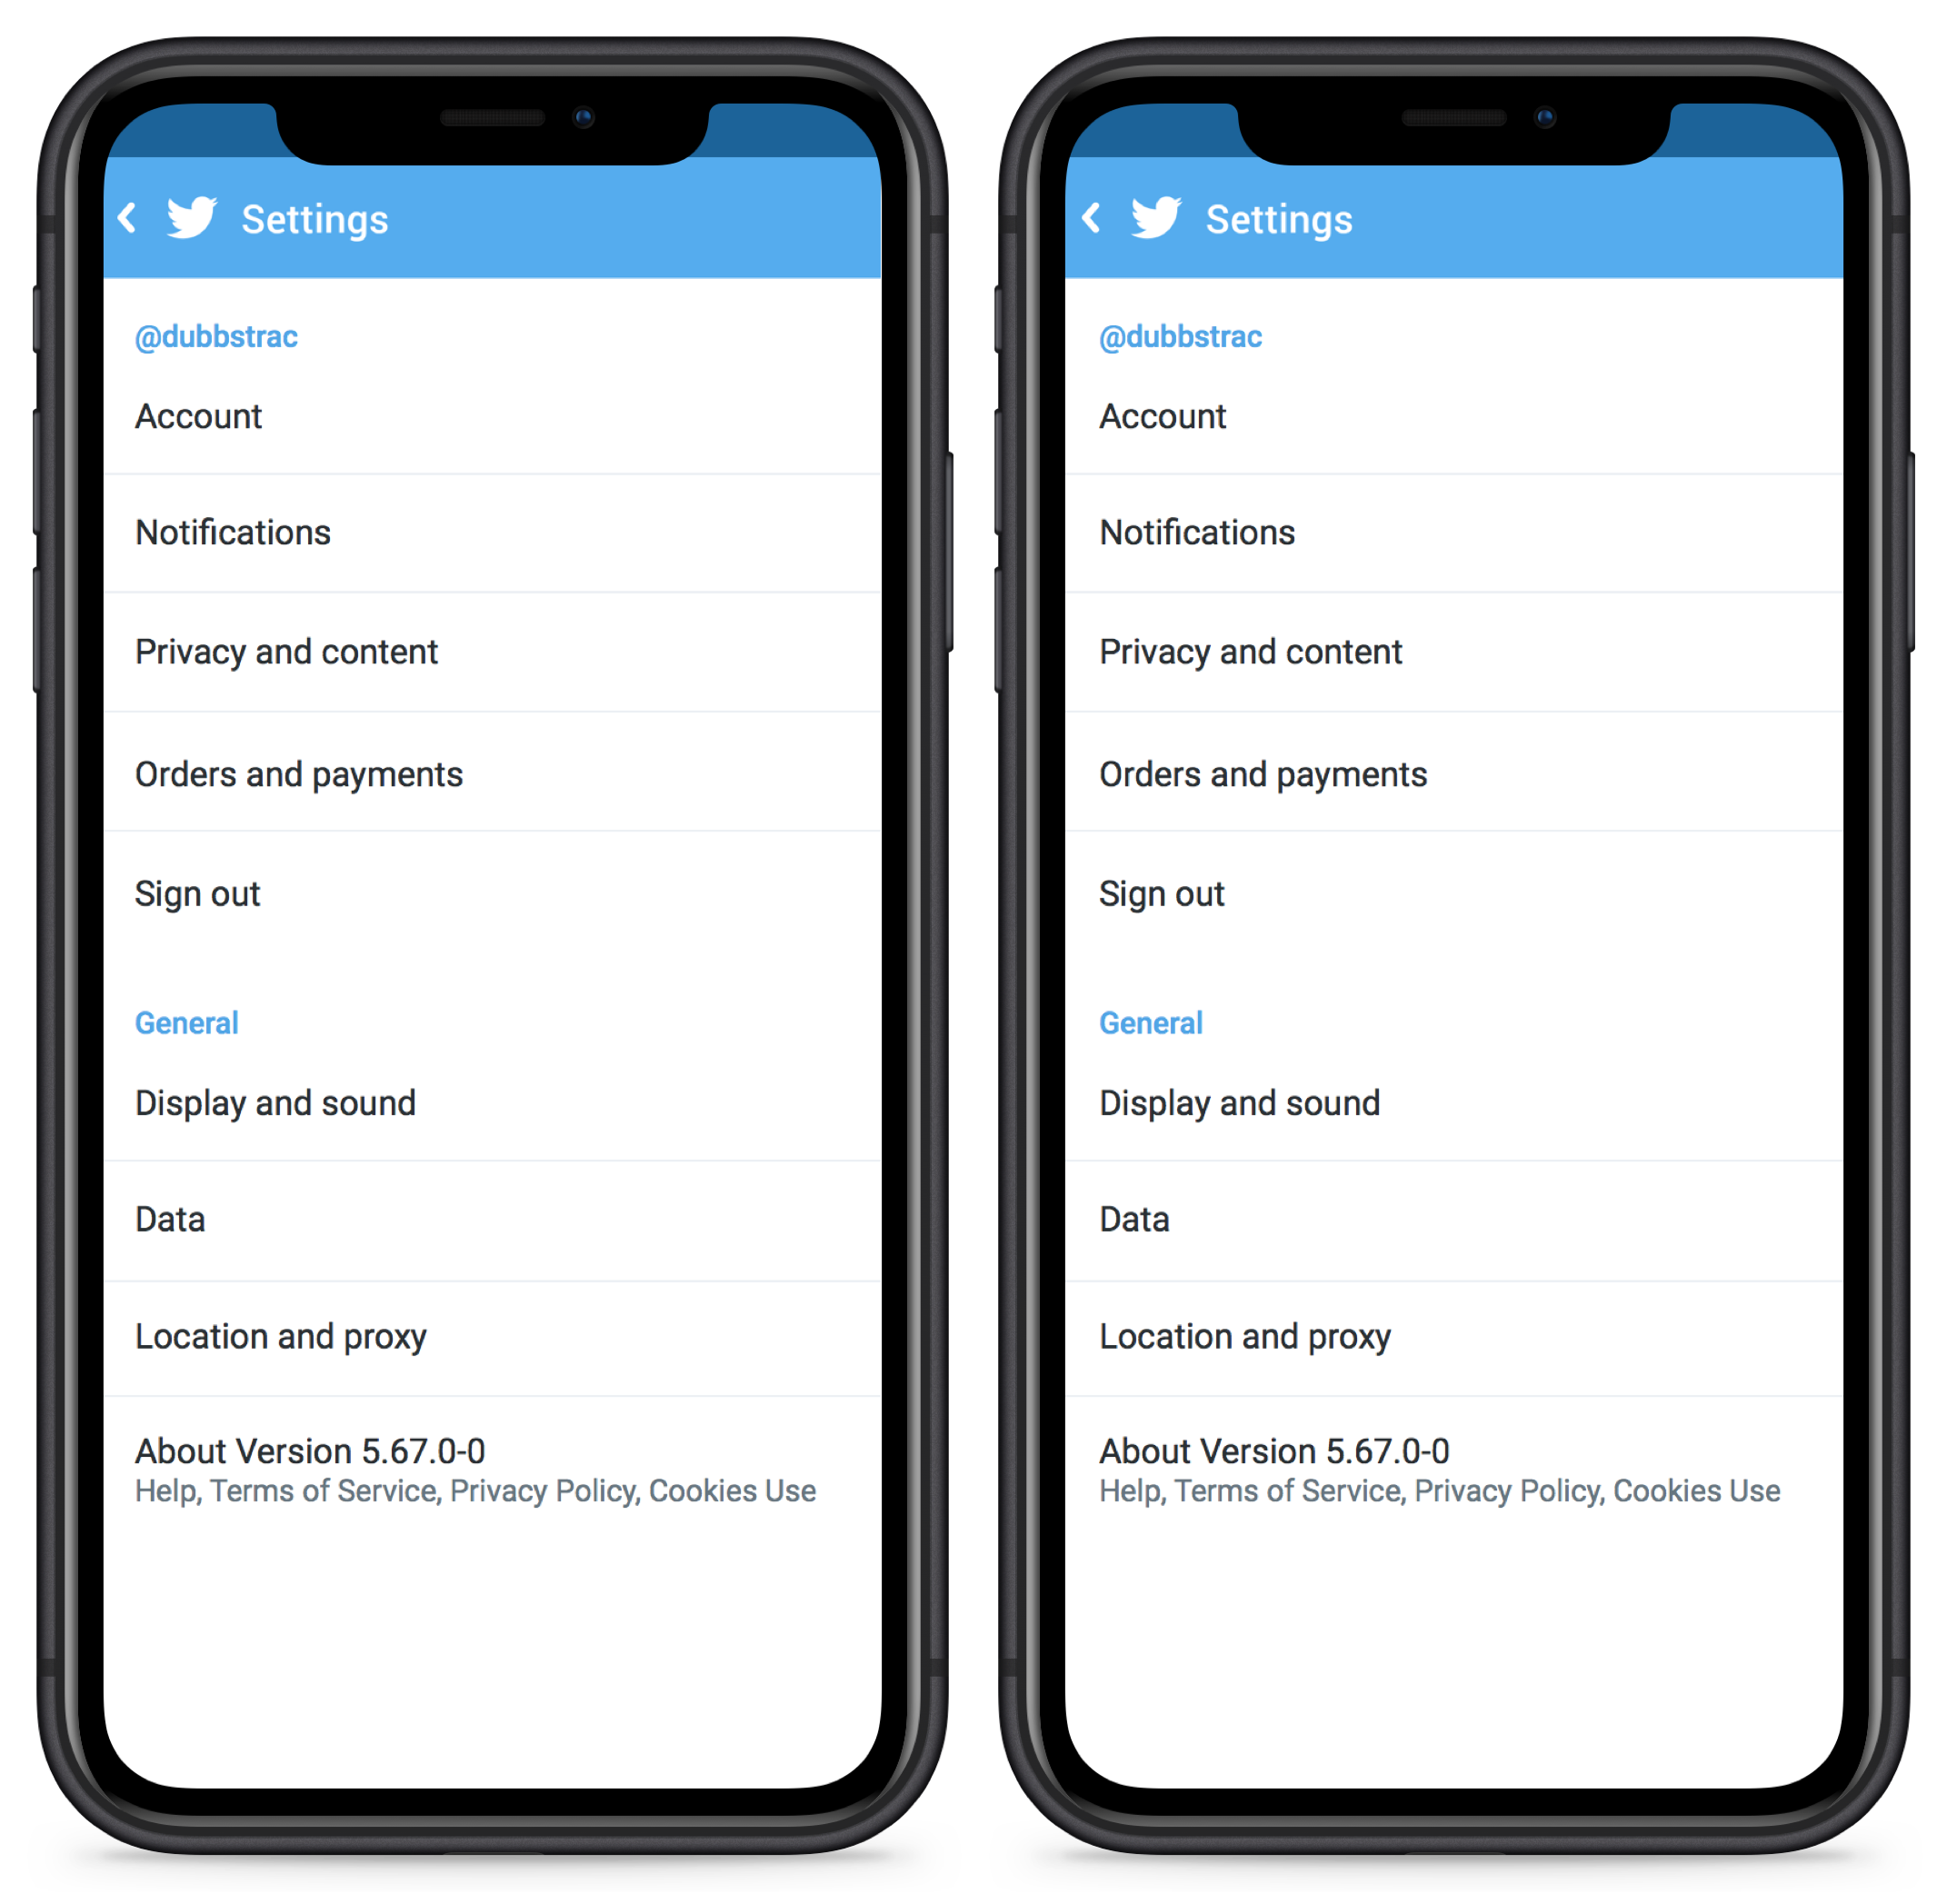 Settings
@dubbstrac
Account
Notifications
Privacy and content
Orders and payments
Sign out
General
Display and sound
Data
Location and proxy
About Version 5.67.0-0
Help, Terms of Service, Privacy Policy, Cookies Use
Settings
@dubbstrac
Account
Notifications
Privacy and content
Orders and payments
Sign out
General
Display and sound
Data
Location and proxy
About Version 5.67.0-0
Help, Terms of Service, Privacy Policy, Cookies Use